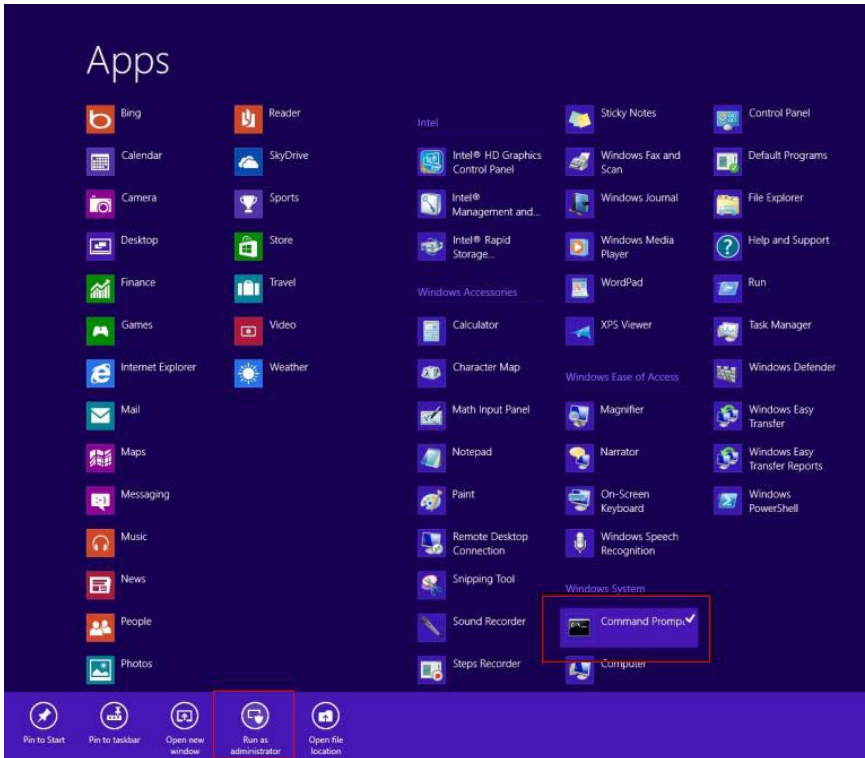 Apps
Bing
Calendar
Camera
Desktop
Finance
Games
Internet Explorer
Mail
Maps
Messaging
Music
News
People
Photos
Reader
SkyDrive
Sports
Store
Travel
Video
Weather
Intel
Intel® HD Graphics
Control Panel
Intel®
Management and...
Intel® Rapid
Storage...
Windows Accessories
Calculator
Character Map
Math Input Panel
Notepad
Paint
Remote Desktop
Connection
Snipping Tool
Sound Recorder
Steps Recorder
Sticky Notes
Windows Fax and
Scan
Windows Journal
Windows Media
Player
WordPad
XPS Viewer
Windows Ease of Access
Magnifier
Narrator
On-Screen
Keyboard
Windows Speech
Recognition
Windows System
Command Promp
Computer
Control Panel
Default Programs
File Explorer
Help and Support
Run
Task Manager
Windows Defender
Windows Easy
Transfer
Windows Easy
Transfer Reports
Windows
PowerShell
Pin to Start
Pin to taskbar
Open new
window
Run as
administrator
Open file
location